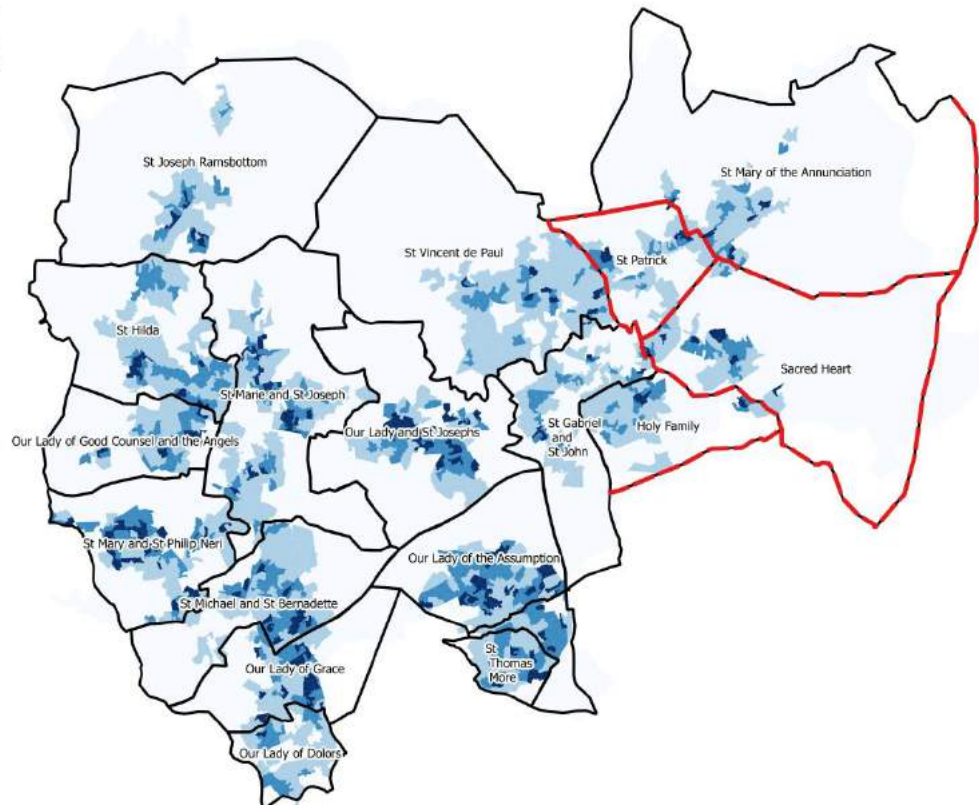 St Joseph Ramsbottom
St Mary of the Annunciation
St Vincent de Paul
St Patrick
St Hilda
Sacred Heart
St Marie and St Joseph
Our Lady of Good Counsel and the Angels
Our Lady and St Josephs
St Gabriel
and
St John
Holy Family
St Mary and St Philip Neri
Our Lady of the Assumption
St Michael and St Bernadette
St
Thomas
More
Our Lady of Grace
Our Lady of Dolors